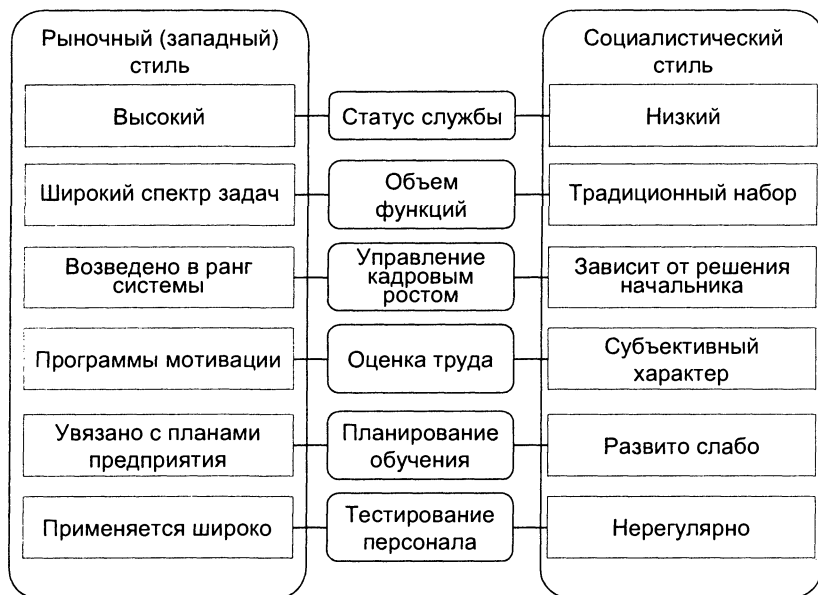 Рыночный (западный)
стиль
Социалистический
стиль
Высокий
Статус службы
Низкий
Широкий спектр задач
Объем
функций
Традиционный набор
Возведено в ранг
системы
Управление
кадровым
ростом
Зависит от решения
начальника
Программы мотивации
Оценка труда
Субъективный
характер
Увязано с планами
предприятия
Планирование
обучения
Развито слабо
Применяется широко
Тестирование
персонала
Нерегулярно